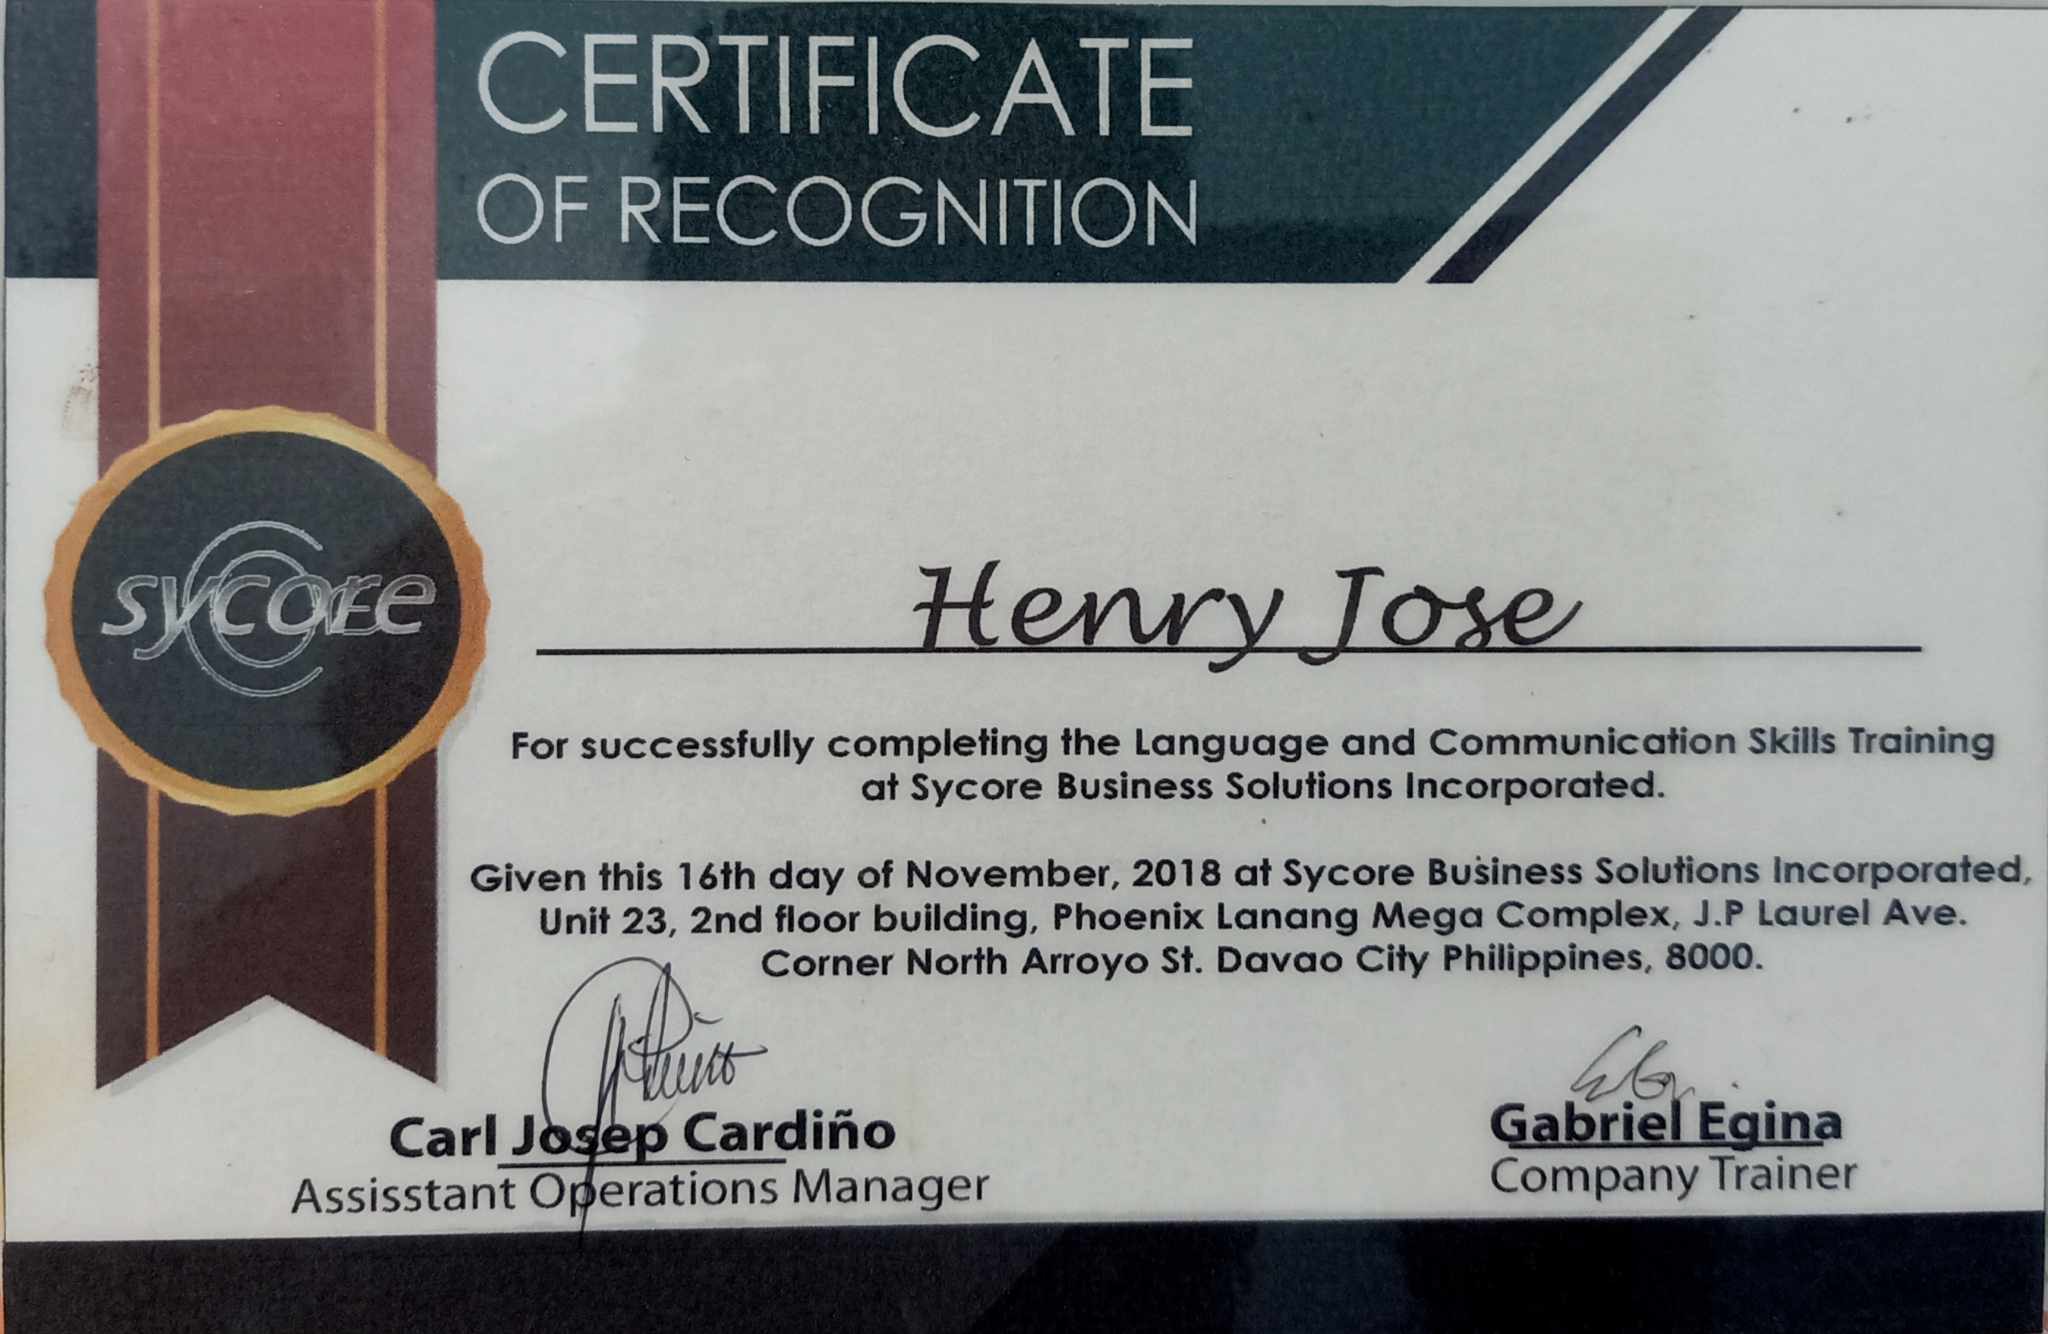 CERTIFICATE
OF RECOGNITION
sycore
Henry Jose
For successfully completing the Language and Communication Skills Training
at Sycore Business Solutions Incorporated.
Given this 16th day of November, 2018 at Sycore Business Solutions Incorporated,
Unit 23, 2nd floor building, Phoenix Lanang Mega Complex, J.P Laurel Ave.
Corner North Arroyo St. Davao City Philippines, 8000.
Carl Josep Cardiño
Assisstant Operations Manager
Gabriel Egina
Company Trainer